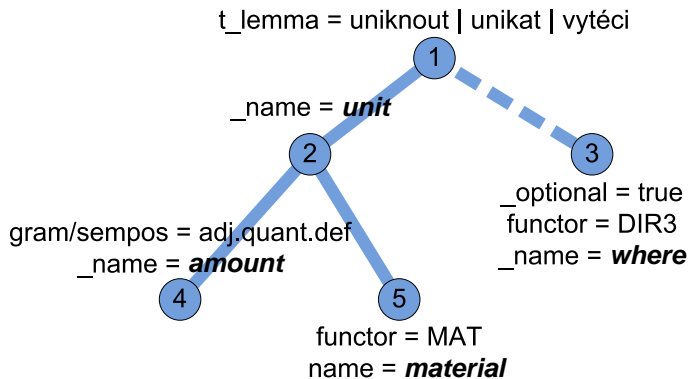 t_lemma = uniknout | unikat | vytéci
1
_name = unit
2
3
_optional = true
functor = DIR3
_name = where
gram/sempos = adj.quant.def
_name = amount
4
5
functor = MAT
name = material